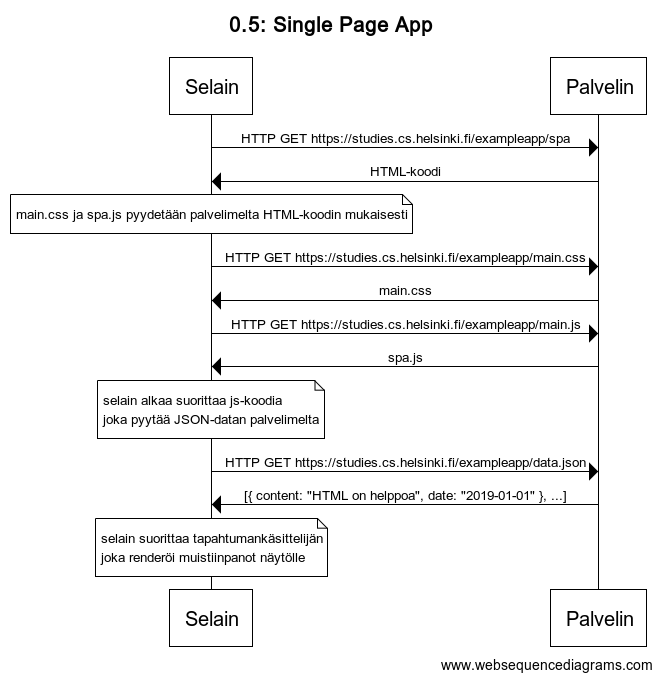 0.5: Single Page App
Selain
Palvelin
HTTP GET https://studies.cs.helsinki.fi/exampleapp/spa
HTML-koodi
main.css ja spa.js pyydetään palvelimelta HTML-koodin mukaisesti
HTTP GET https://studies.cs.helsinki.fi/exampleapp/main.css
main.css
HTTP GET https://studies.cs.helsinki.fi/exampleapp/main.js
spa.js
selain alkaa suorittaa js-koodia
joka pyytää JSON-datan palvelimelta
HTTP GET https://studies.cs.helsinki.fi/exampleapp/data.json
[{ content: "HTML on helppoa", date: "2019-01-01" }, ...]
selain suorittaa tapahtumankäsittelijän
joka renderöi muistiinpanot näytölle
Selain
Palvelin
www.websequencediagrams.com